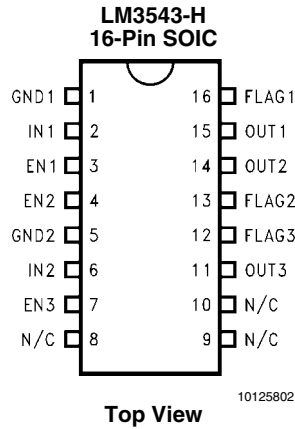 LM3543-H
16-Pin SOIC
GND1 1 16 FLAG1
IN1 2 15 OUT1
EN1 3 14 OUT2
EN2 4 13 FLAG2
GND2 5 12 FLAG3
IN2 6 11 OUT3
EN3 7 10 N/C
N/C 8 9 N/C
10125802
Top View